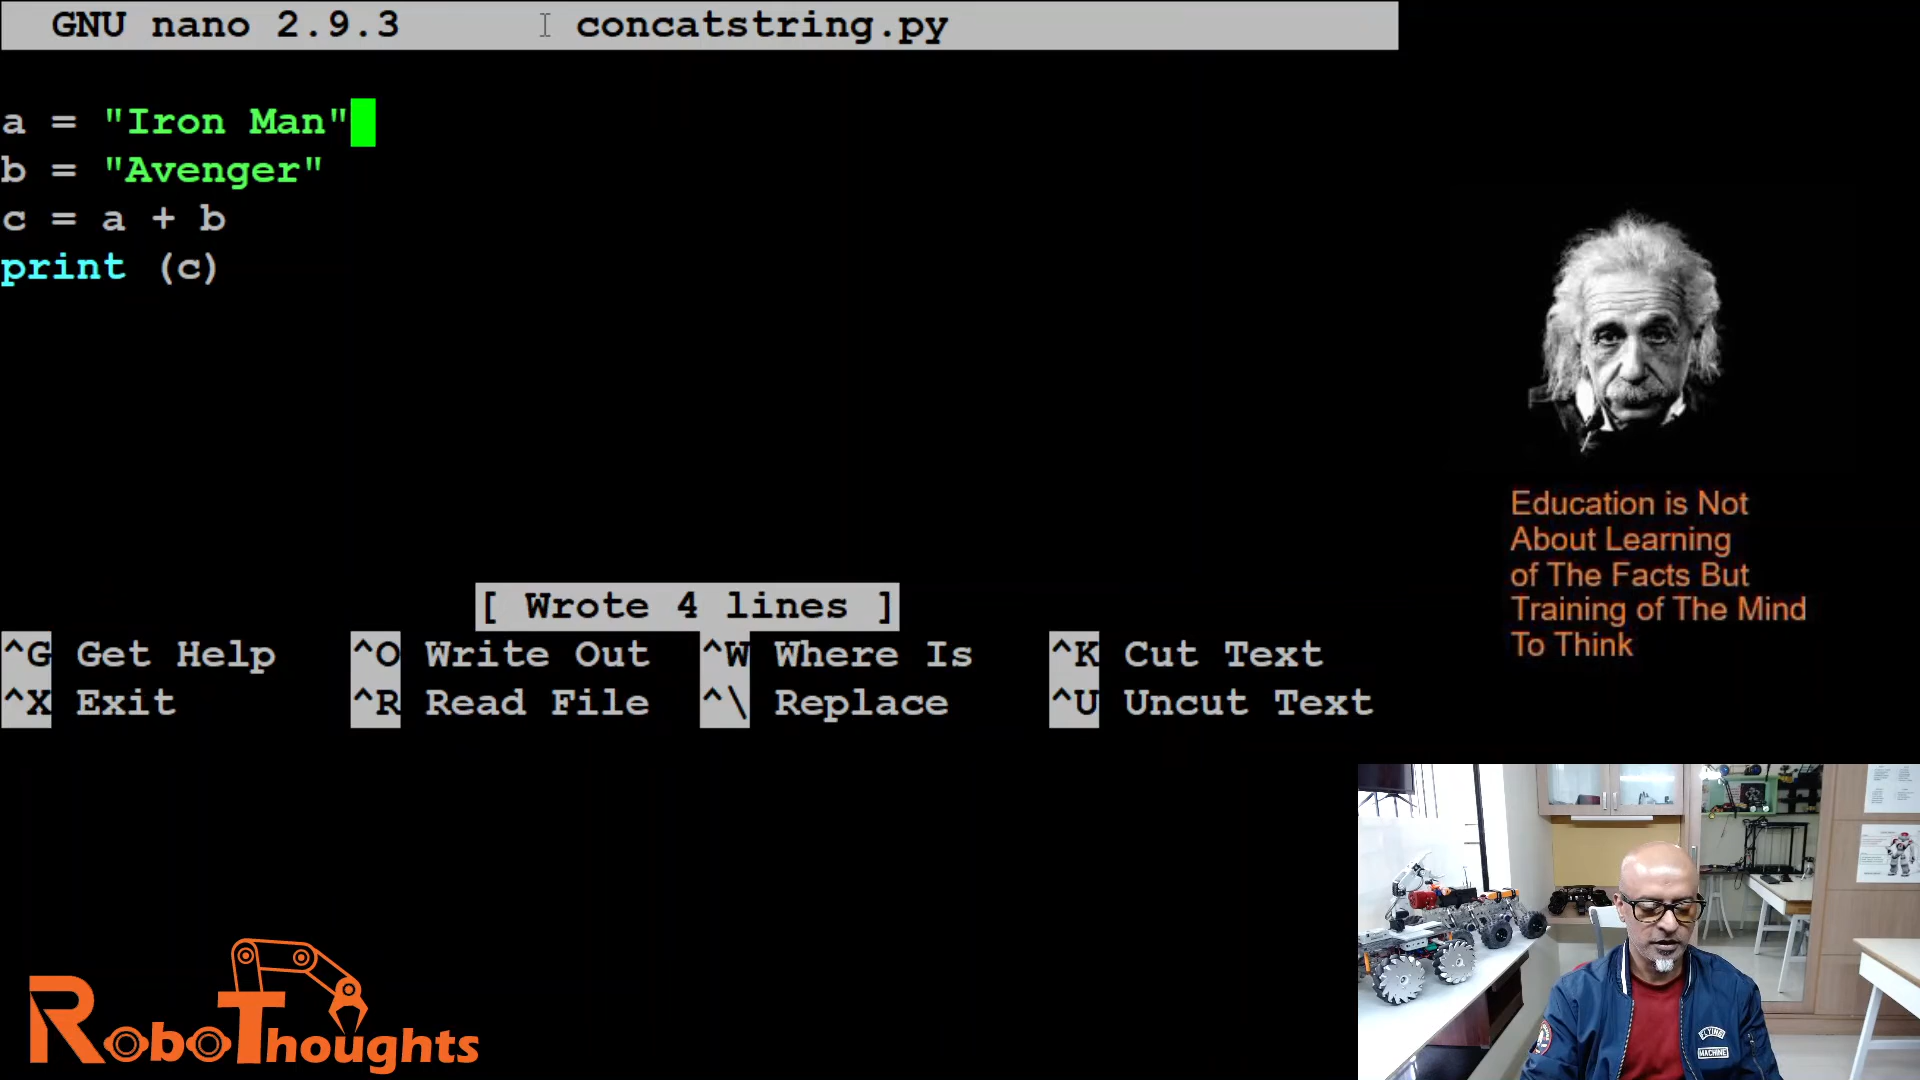 GNU nano 2.9.3 concatstring.py
a = "Iron Man"
b = "Avenger"
c = a + b
print (c)
[ Wrote 4 lines ]
^G Get Help ^O Write Out ^W Where Is ^K Cut Text
^X Exit ^R Read File ^\ Replace ^U Uncut Text
Education is Not
About Learning
of The Facts But
Training of The Mind
To Think
RoboThoughts
FLYING
MACHINE